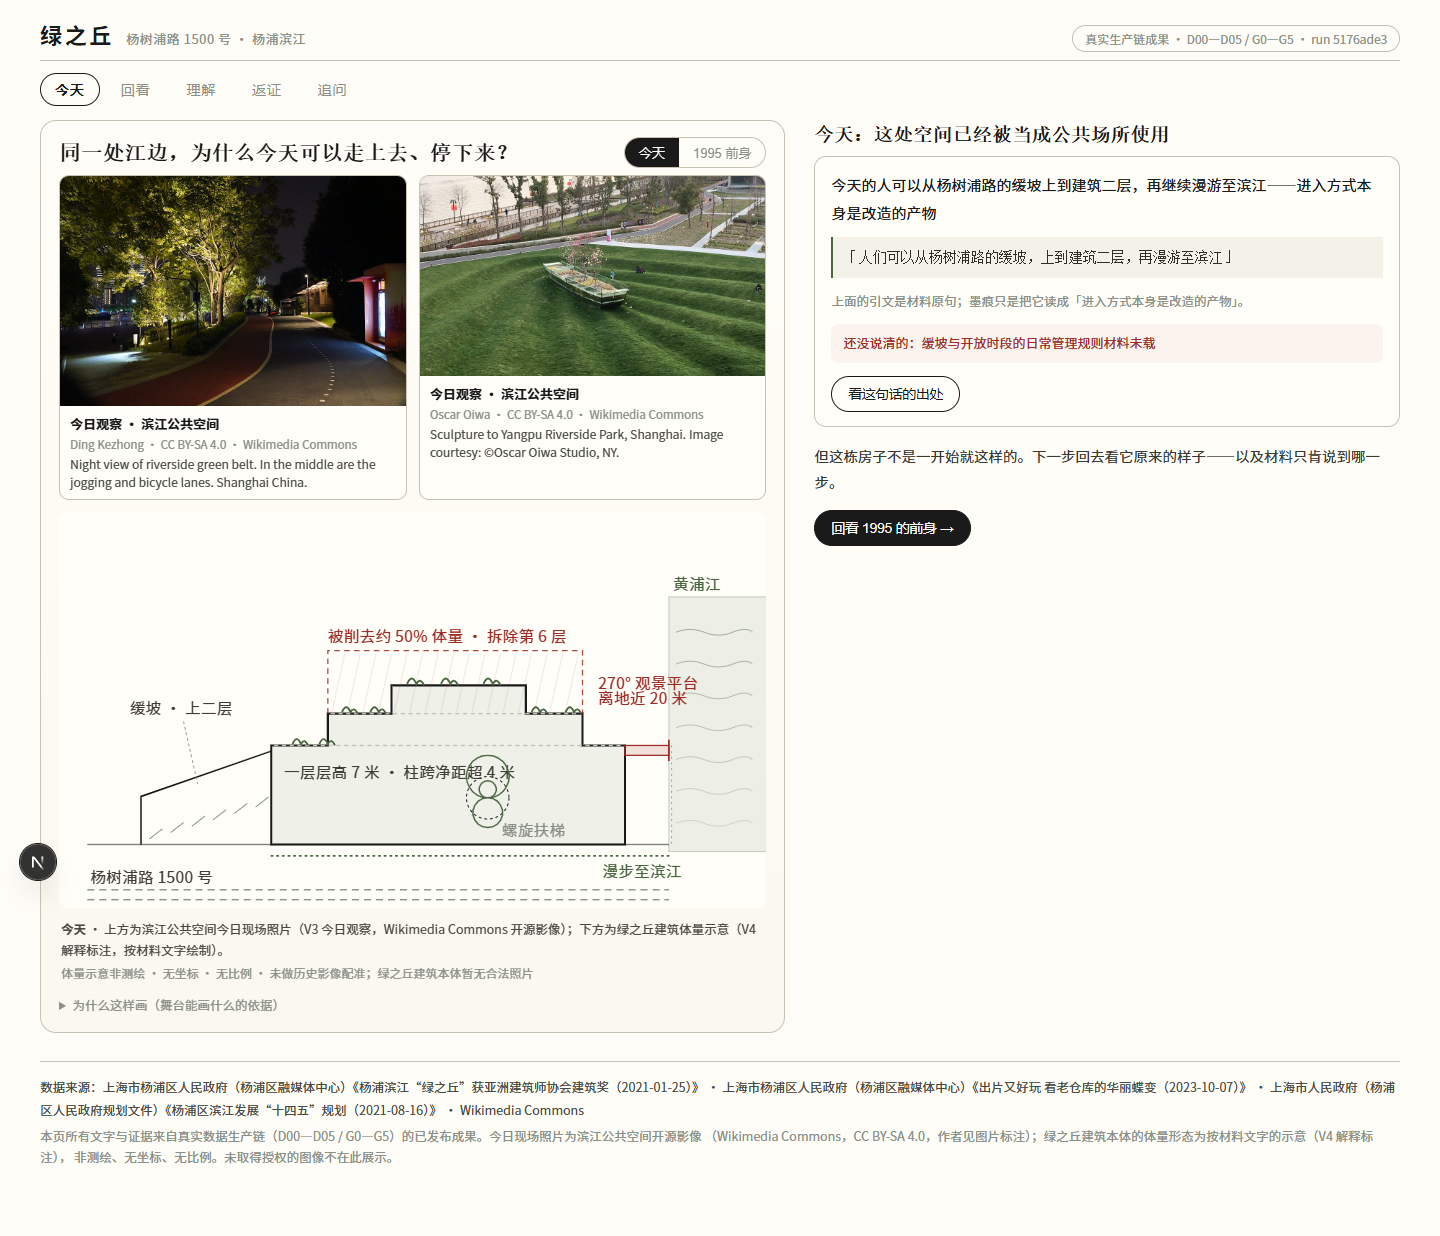 绿之丘 杨树浦路 1500 号 · 杨浦滨江
真实生产链成果 · D00—D05 / G0—G5 · run 5176ade3
今天 回看 理解 返证 追问
同一处江边，为什么今天可以走上去、停下来？
今天 1995 前身
今日观察 · 滨江公共空间
Ding Kezhong · CC BY-SA 4.0 · Wikimedia Commons
Night view of riverside green belt. In the middle are the
jogging and bicycle lanes. Shanghai China.
今日观察 · 滨江公共空间
Oscar Oiwa · CC BY-SA 4.0 · Wikimedia Commons
Sculpture to Yangpu Riverside Park, Shanghai. Image
courtesy: ©Oscar Oiwa Studio, NY.
黄浦江
被削去约 50% 体量 · 拆除第 6 层
270° 观景平台
离地近 20 米
缓坡 · 上二层
一层层高 7 米 · 柱跨净距超 4 米
螺旋扶梯
漫步至滨江
杨树浦路 1500 号
N
今天 · 上方为滨江公共空间今日现场照片（V3 今日观察，Wikimedia Commons 开源影像）；下方为绿之丘建筑体量示意（V4
解释标注，按材料文字绘制）。
体量示意非测绘 · 无坐标 · 无比例 · 未做历史影像配准；绿之丘建筑本体暂无合法照片
▶ 为什么这样画（舞台能画什么的依据）
今天：这处空间已经被当成公共场所使用
今天的人可以从杨树浦路的缓坡上到建筑二层，再继续漫游至滨江——进入方式本
身是改造的产物
「人们可以从杨树浦路的缓坡，上到建筑二层，再漫游至滨江」
上面的引文是材料原句；墨痕只是把它读成「进入方式本身是改造的产物」。
还没说清的：缓坡与开放时段的日常管理规则材料未载
看这句话的出处
但这栋房子不是一开始就这样的。下一步回去看它原来的样子——以及材料只肯说到哪一
步。
回看 1995 的前身 →
数据来源：上海市杨浦区人民政府（杨浦区融媒体中心）《杨浦滨江“绿之丘”获亚洲建筑师协会建筑奖（2021-01-25）》 · 上海市杨浦区人民政府（杨浦区融媒体中心）《出片又好玩 看老仓库的华丽蝶变（2023-10-07）》 · 上海市人民政府（杨浦
区人民政府规划文件）《杨浦区滨江发展“十四五”规划（2021-08-16）》 · Wikimedia Commons
本页所有文字与证据来自真实数据生产链（D00—D05 / G0—G5）的已发布成果。今日现场照片为滨江公共空间开源影像 （Wikimedia Commons，CC BY-SA 4.0，作者见图片标注）；绿之丘建筑本体的体量形态为按材料文字的示意（V4 解释标
注）， 非测绘、无坐标、无比例。未取得授权的图像不在此展示。